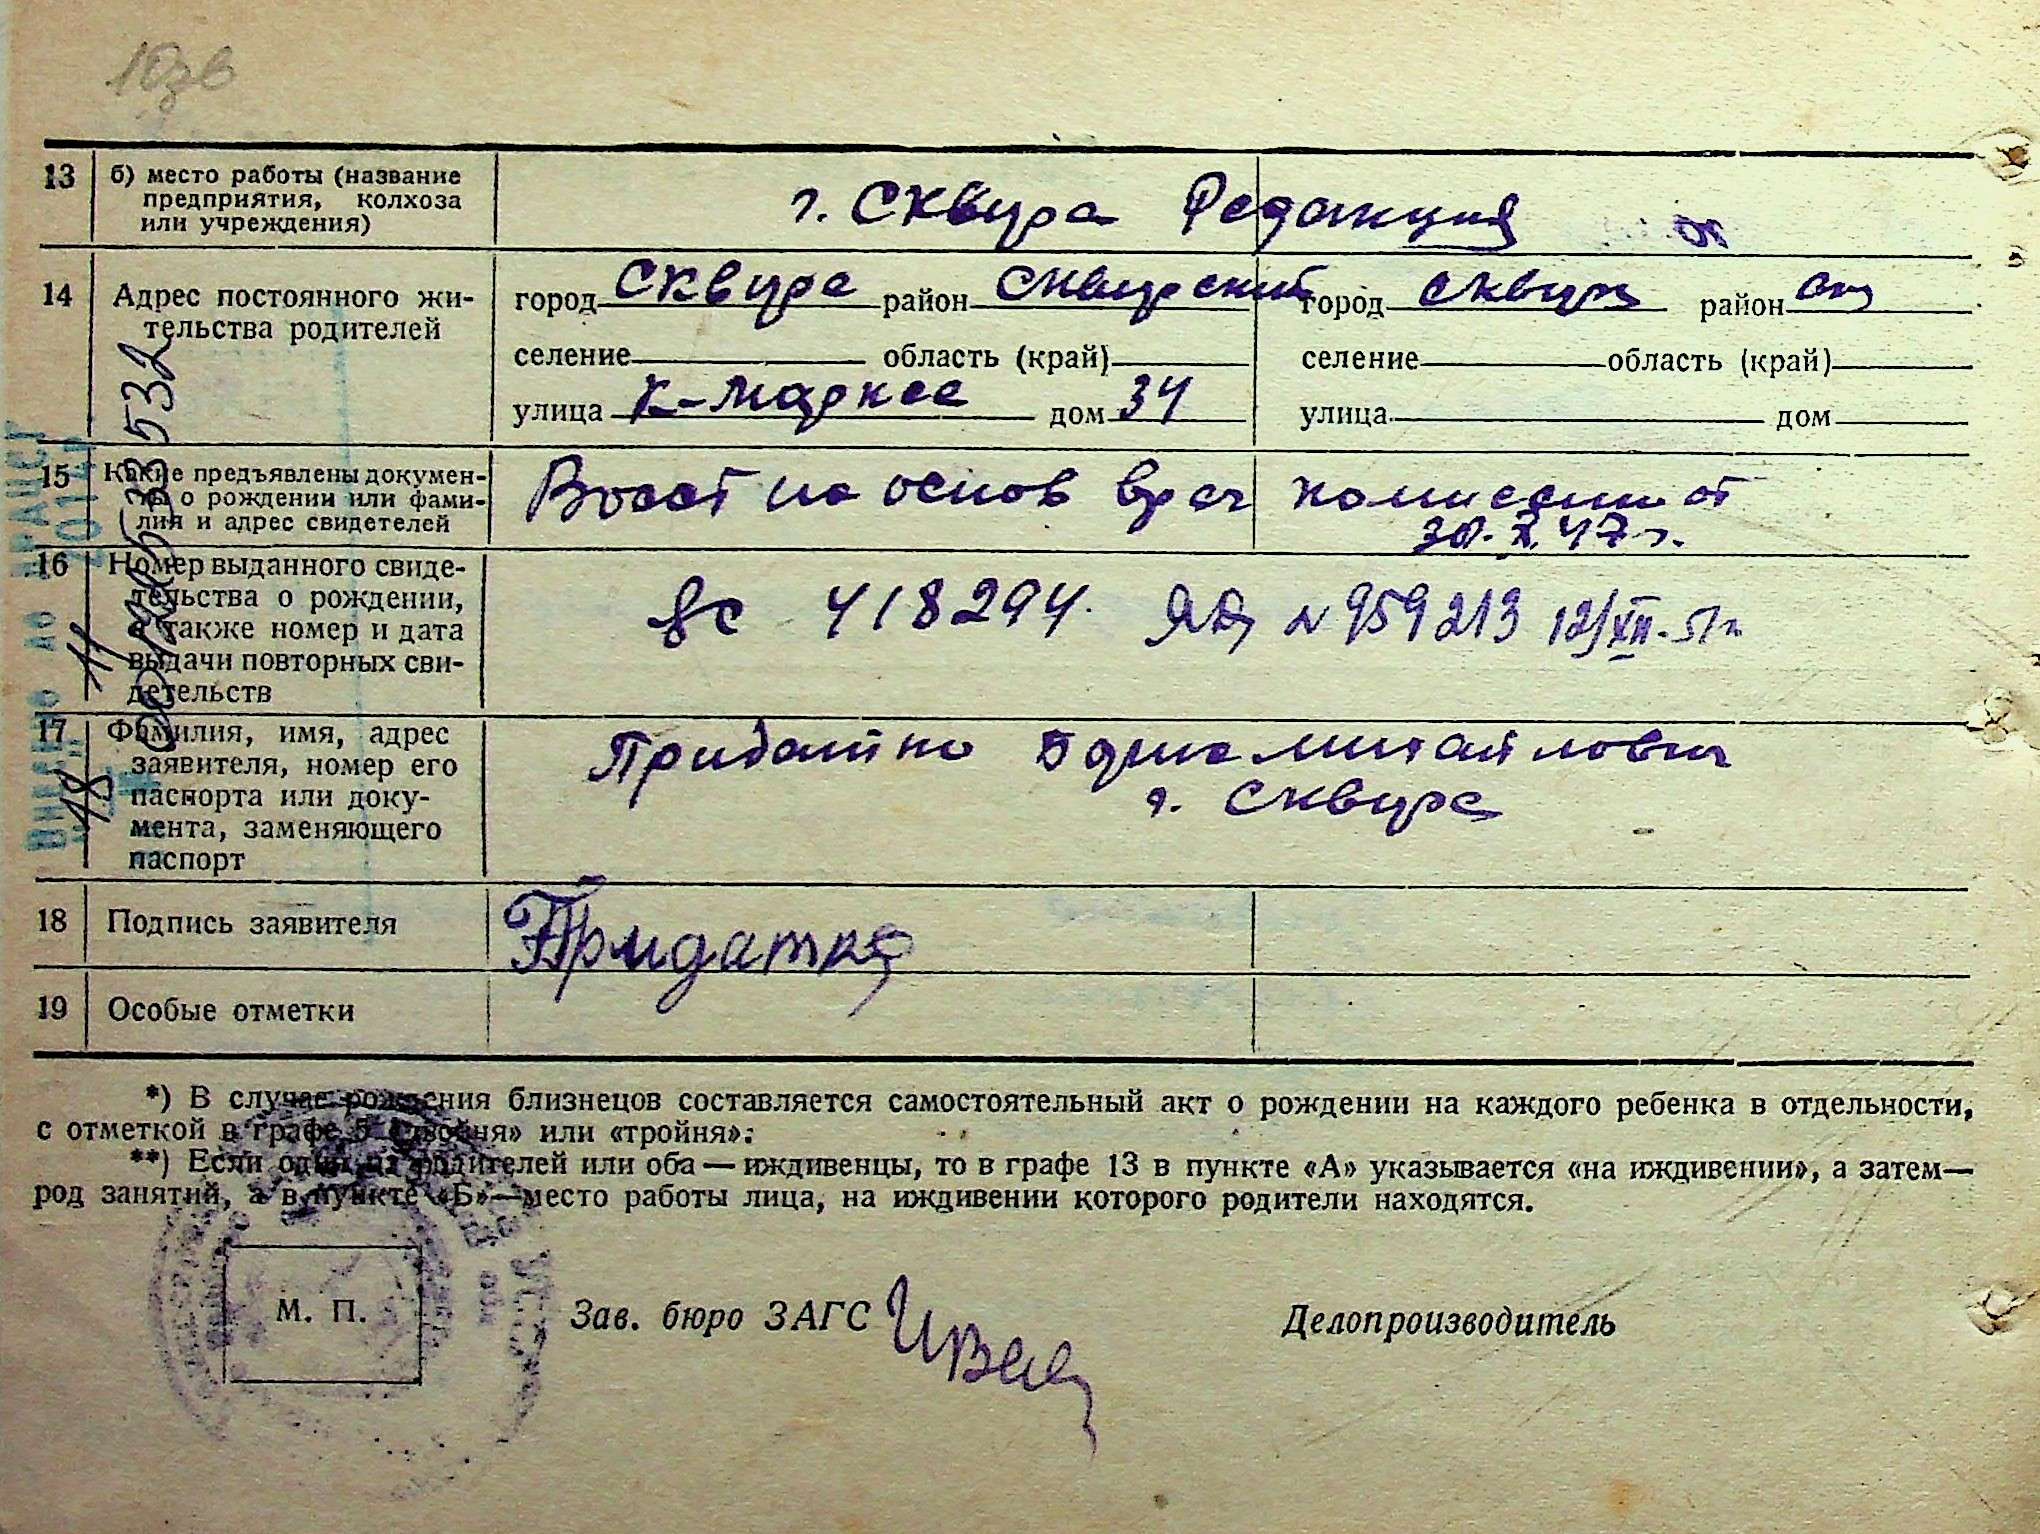 10зв
13 б) место работы (название предприятия, колхоза или учреждения)
г. Сквира Редакция
14 Адрес постоянного жительства родителей
город Сквира район Сквирский город Сквира район
селение область (край) селение область (край)
улица К-Маркса дом 34 улица дом
15 Какие предъявлены документы о рождении или фамилия и адрес свидетелей
Восст на основ врач комиссии от
30.X.47 г.
16 Номер выданного свидетельства о рождении, а также номер и дата выдачи повторных свидетельств
418294. N 959213 12/XII-51г
17 Фамилия, имя, адрес заявителя, номер его паспорта или документа, заменяющего паспорт
Придатко Михайловна
г. Сквира
18 Подпись заявителя
Придатко
19 Особые отметки
*) В случае рождения близнецов составляется самостоятельный акт о рождении на каждого ребенка в отдельности,
с отметкой в графе 5 «двойня» или «тройня».
**) Если один из родителей или оба — иждивенцы, то в графе 13 в пункте «А» указывается «на иждивении», а затем—
род занятий, а в пункте «Б»—место работы лица, на иждивении которого родители находятся.
М. П.
Зав. бюро ЗАГС
Делопроизводитель